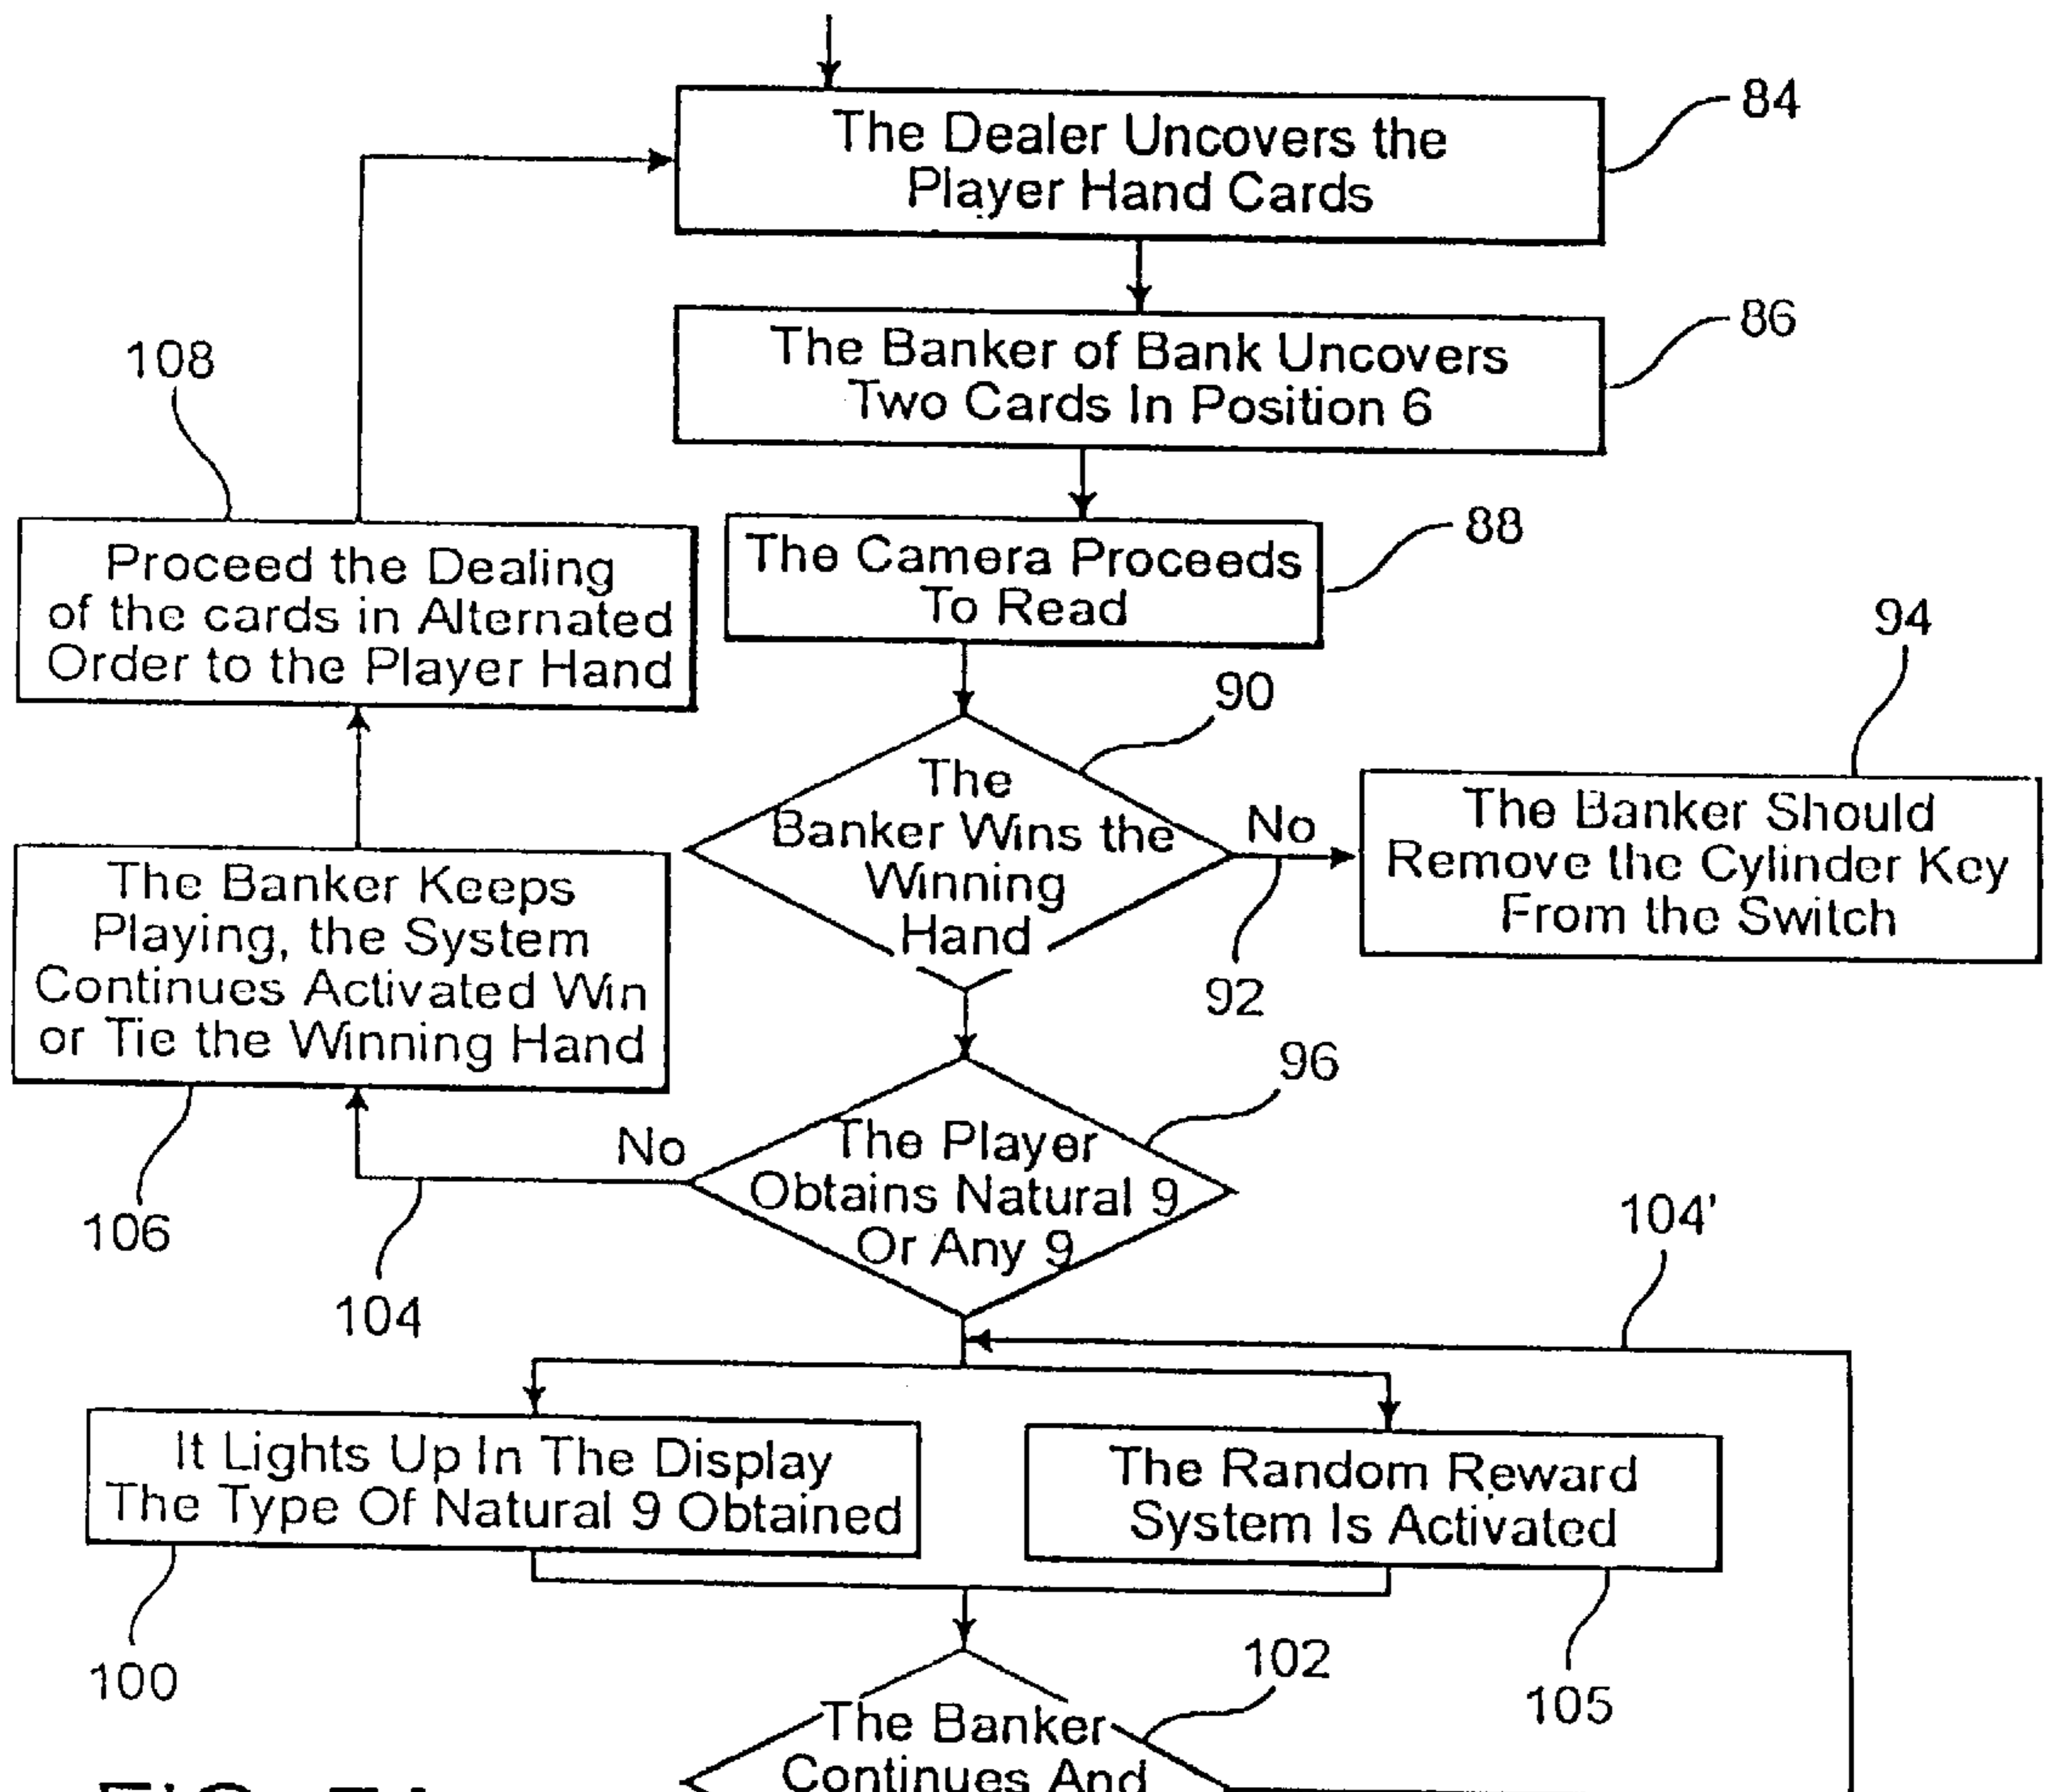 84
The Dealer Uncovers the
Player Hand Cards
86
The Banker of Bank Uncovers
Two Cards In Position 6
108
88
Proceed the Dealing
of the cards in Alternated
Order to the Player Hand
The Camera Proceeds
To Read
94
90
The
Banker Wins the
Winning
Hand
No
92
The Banker Should
Remove the Cylinder Key
From the Switch
The Banker Keeps
Playing, the System
Continues Activated Win
or Tie the Winning Hand
106
96
No
The Player
Obtains Natural 9
Or Any 9
104
104'
It Lights Up In The Display
The Type Of Natural 9 Obtained
The Random Reward
System Is Activated
100
102
105
The Banker
Continues And